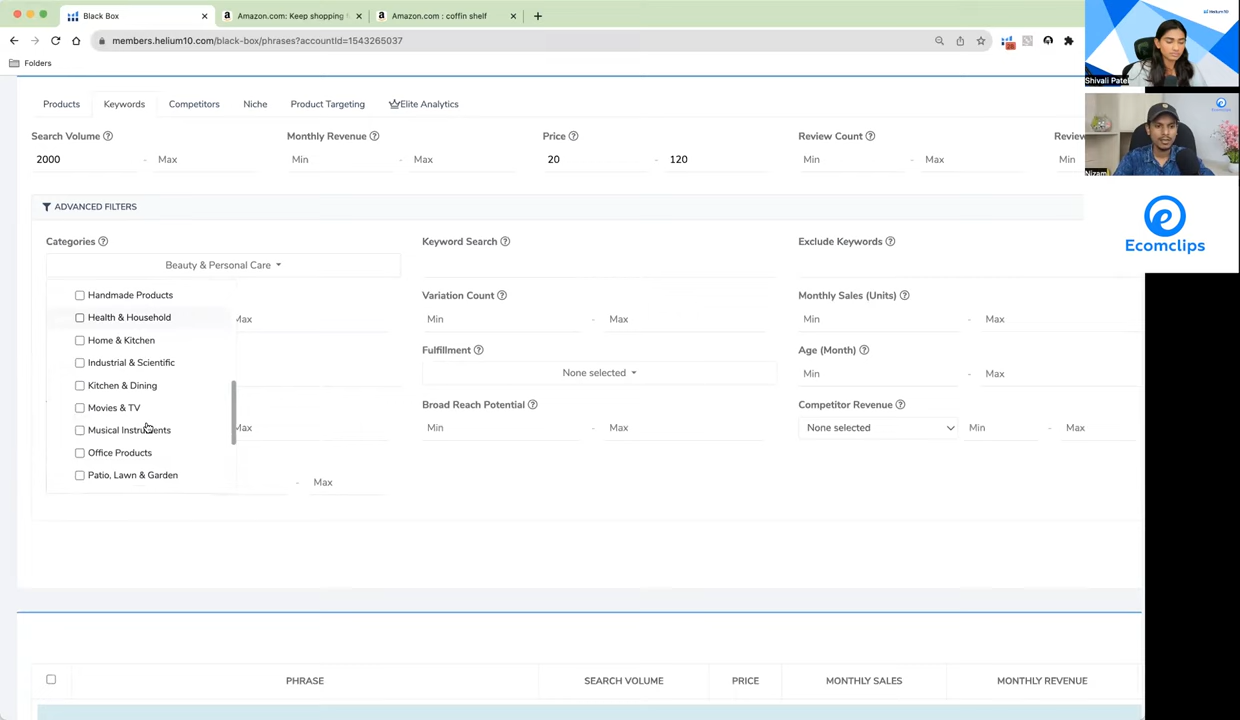 Black Box
Amazon.com: Keep shopping
Amazon.com : coffin shelf
members.helium10.com/black-box/phrases?accountId=1543265037
Folders
Shivali Patel
Nizam
Ecomclips
Products
Keywords
Competitors
Niche
Product Targeting
Elite Analytics
Search Volume
Monthly Revenue
Price
Review Count
Review
2000 - Max
Min - Max
20 - 120
Min - Max
Min
ADVANCED FILTERS
Categories
Keyword Search
Exclude Keywords
Beauty & Personal Care
Handmade Products
Health & Household
Home & Kitchen
Industrial & Scientific
Kitchen & Dining
Movies & TV
Musical Instruments
Office Products
Patio, Lawn & Garden
Max
Variation Count
Min - Max
Monthly Sales (Units)
Min - Max
Fulfillment
None selected
Age (Month)
Min - Max
Max
Broad Reach Potential
Min - Max
Competitor Revenue
None selected
Min - Max
- Max
PHRASE
SEARCH VOLUME
PRICE
MONTHLY SALES
MONTHLY REVENUE